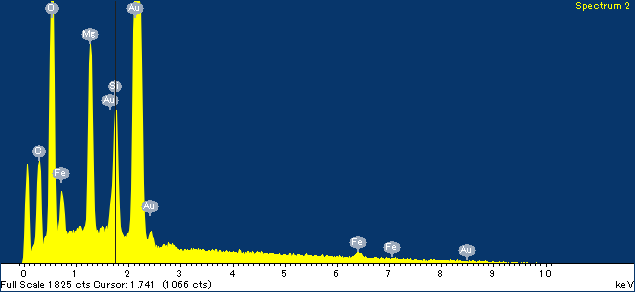 Spectrum 2
O
Au
Mg
Si
Au
O
Fe
Au
Fe
Fe
Au
0 1 2 3 4 5 6 7 8 9 10
Full Scale 1825 cts Cursor: 1.741 (1066 cts) keV